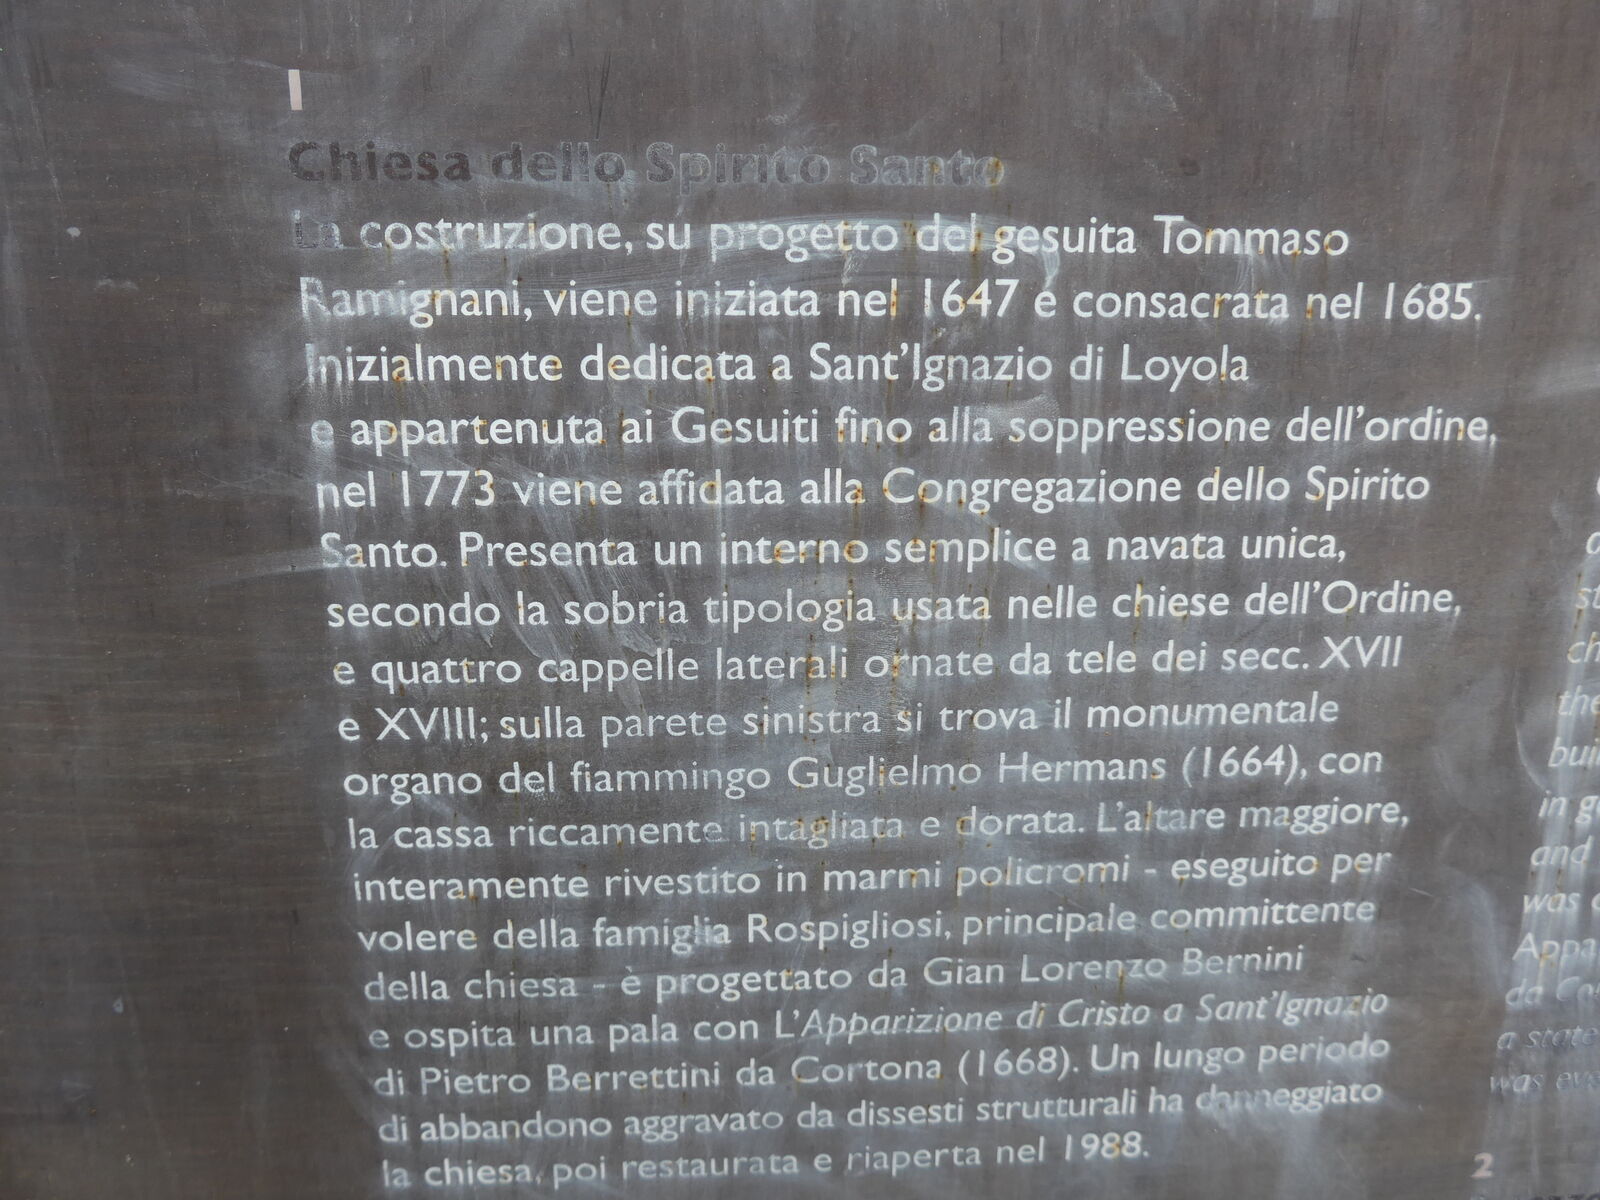 Chiesa dello Spirito Santo
La costruzione, su progetto del gesuita Tommaso
Ramignani, viene iniziata nel 1647 e consacrata nel 1685.
Inizialmente dedicata a Sant'Ignazio di Loyola
e appartenuta ai Gesuiti fino alla soppressione dell'ordine,
nel 1773 viene affidata alla Congregazione dello Spirito
Santo. Presenta un interno semplice a navata unica,
secondo la sobria tipologia usata nelle chiese dell'Ordine,
e quattro cappelle laterali ornate da tele dei secc. XVII
e XVIII; sulla parete sinistra si trova il monumentale
organo del fiammingo Guglielmo Hermans (1664), con
la cassa riccamente intagliata e dorata. L'altare maggiore,
interamente rivestito in marmi policromi - eseguito per
volere della famiglia Rospigliosi, principale committente
della chiesa - è progettato da Gian Lorenzo Bernini
e ospita una pala con L'Apparizione di Cristo a Sant'Ignazio
di Pietro Berrettini da Cortona (1668). Un lungo periodo
di abbandono aggravato da dissesti strutturali ha danneggiato
la chiesa, poi restaurata e riaperta nel 1988.
2
the
in
and
was
da
a
was